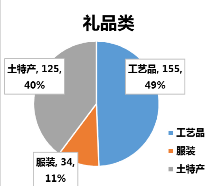 礼品类
土特产, 125,
40%
工艺品, 155,
49%
服装, 34,
11%
工艺品
服装
土特产